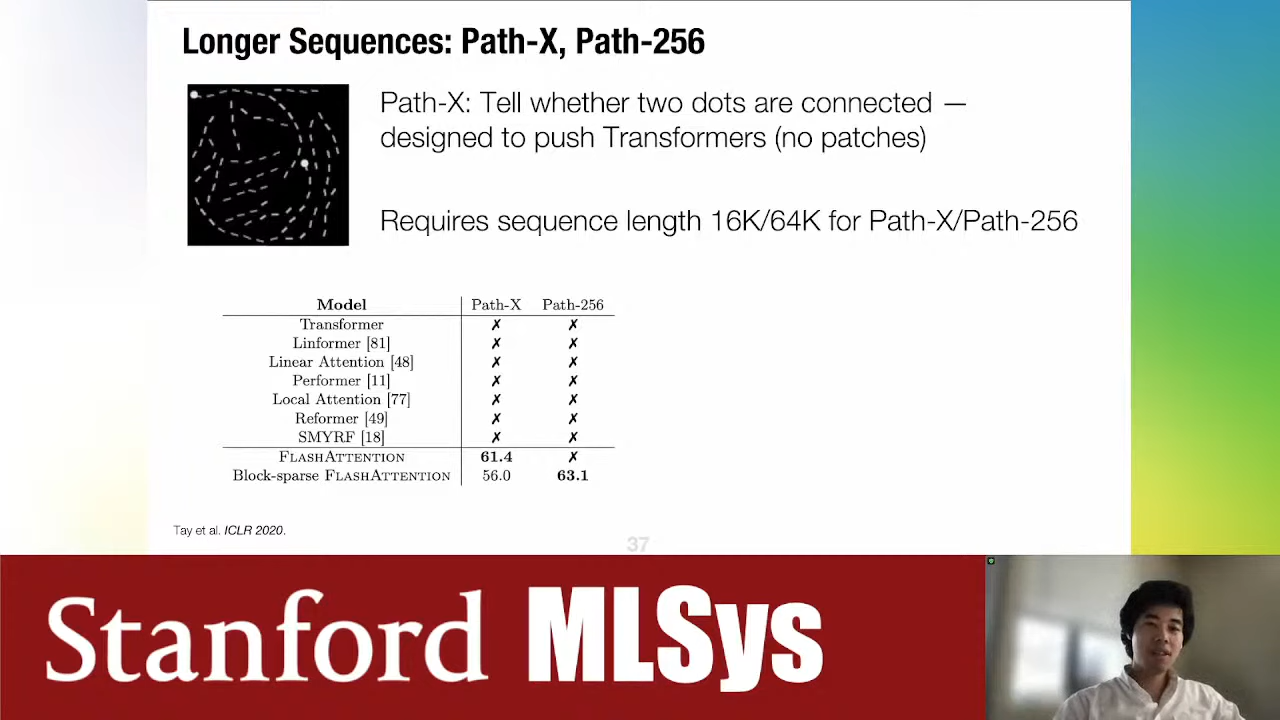 Longer Sequences: Path-X, Path-256
Path-X: Tell whether two dots are connected —
designed to push Transformers (no patches)
Requires sequence length 16K/64K for Path-X/Path-256
Model Path-X Path-256
Transformer ✗ ✗
Linformer [81] ✗ ✗
Linear Attention [48] ✗ ✗
Performer [11] ✗ ✗
Local Attention [77] ✗ ✗
Reformer [49] ✗ ✗
SMYRF [18] ✗ ✗
FLASHATTENTION 61.4 ✗
Block-sparse FLASHATTENTION 56.0 63.1
Tay et al. ICLR 2020.
37
Stanford MLSys